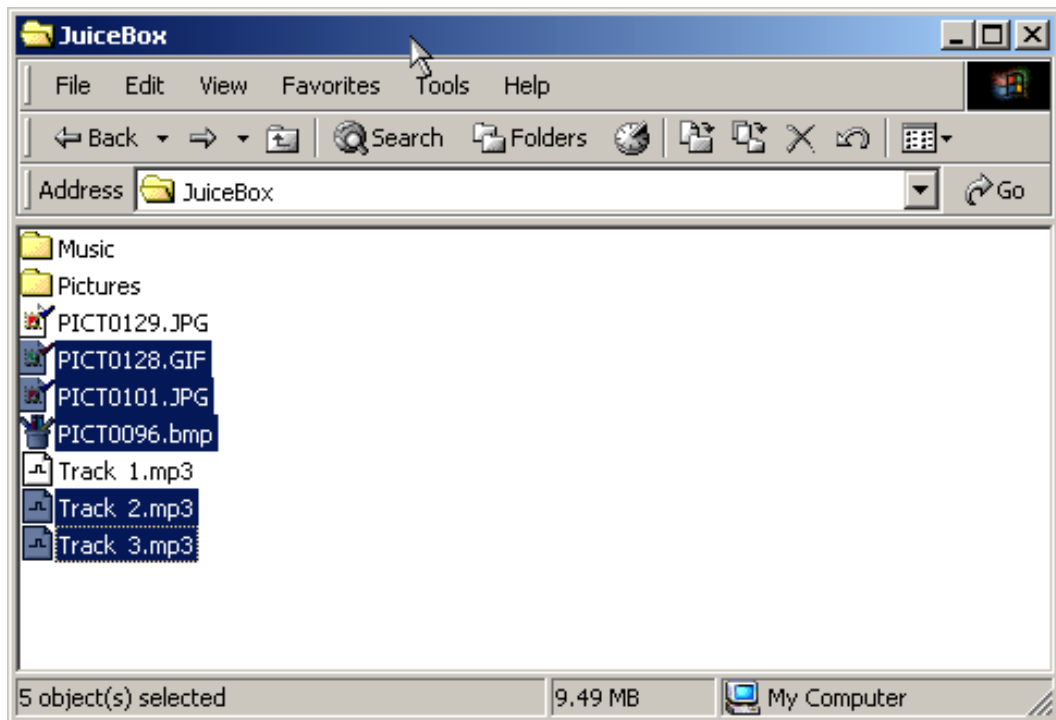 JuiceBox
File Edit View Favorites Tools Help
Back Search Folders
Address JuiceBox Go
Music
Pictures
PICT0129.JPG
PICT0128.GIF
PICT0101.JPG
PICT0096.bmp
Track 1.mp3
Track 2.mp3
Track 3.mp3
5 object(s) selected 9.49 MB My Computer